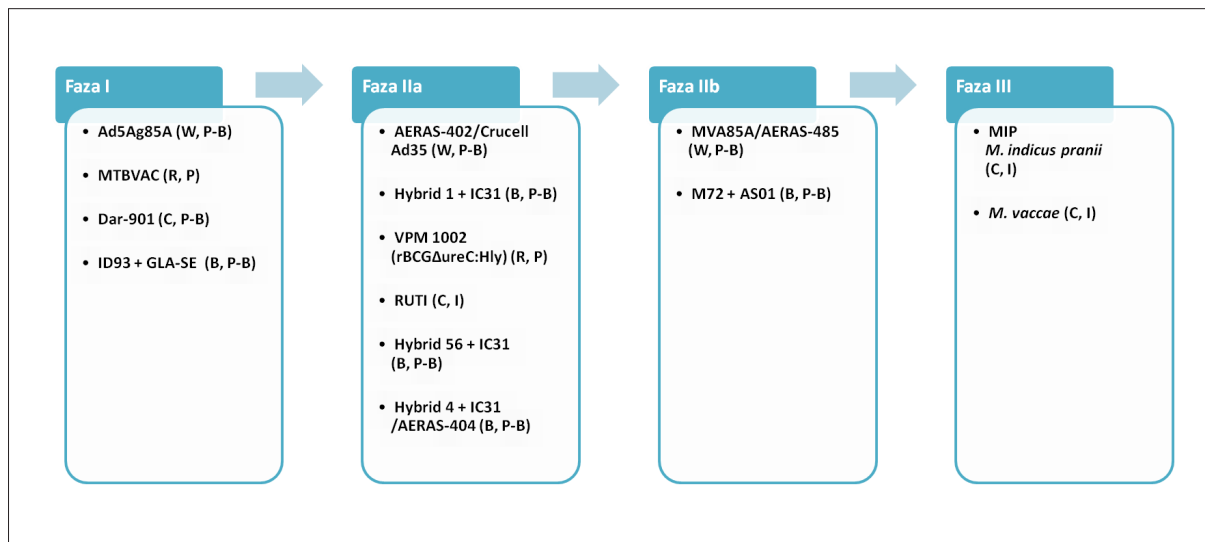 Faza I
• Ad5Ag85A (W, P-B)
• MTBVAC (R, P)
• Dar-901 (C, P-B)
• ID93 + GLA-SE (B, P-B)
Faza IIa
• AERAS-402/Crucell
Ad35 (W, P-B)
• Hybrid 1 + IC31 (B, P-B)
• VPM 1002
(rBCGΔureC:Hly) (R, P)
• RUTI (C, I)
• Hybrid 56 + IC31
(B, P-B)
• Hybrid 4 + IC31
/AERAS-404 (B, P-B)
Faza IIb
• MVA85A/AERAS-485
(W, P-B)
• M72 + AS01 (B, P-B)
Faza III
• MIP
M. indicus pranii
(C, I)
• M. vaccae (C, I)